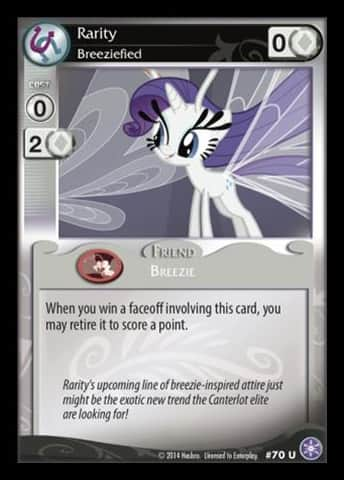 Rarity
Breeziefied
0
COST
0
2
FRIEND
BREEZIE
When you win a faceoff involving this card, you
may retire it to score a point.
Rarity's upcoming line of breezie-inspired attire just
might be the exotic new trend the Canterlot elite
are looking for!
© 2014 Hasbro. Licensed to Enterplay. #70 U